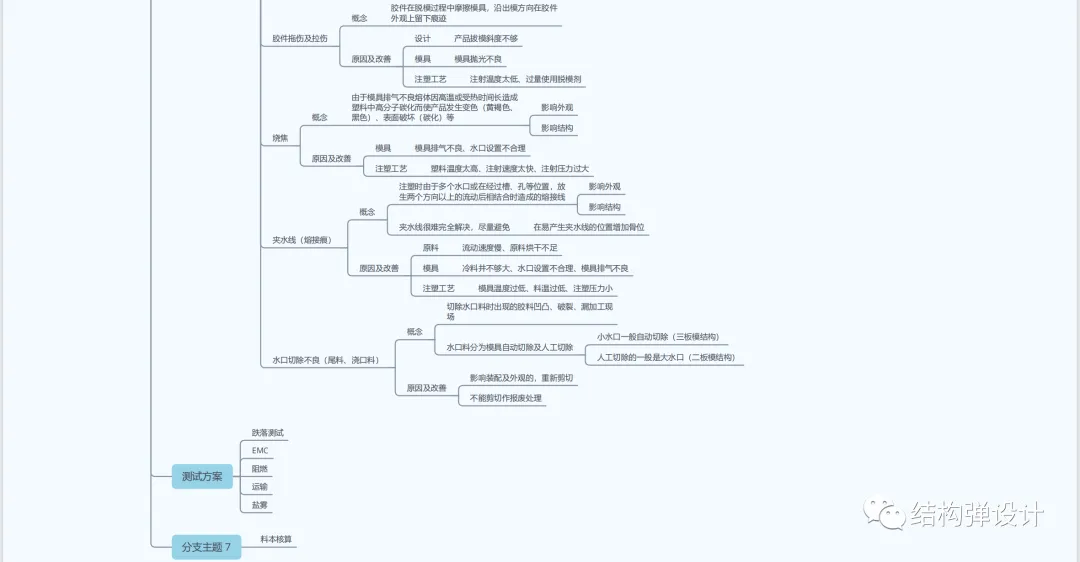 胶件在脱模过程中摩擦模具，沿出模方向在胶件
外观上留下痕迹
概念
胶件拖伤及拉伤
设计
产品拔模斜度不够
原因及改善
模具
模具抛光不良
注塑工艺
注射温度太低、过量使用脱模剂
由于模具排气不良熔体因高温或受热时间长造成
塑料中高分子碳化而使产品发生变色（黄褐色、
黑色）、表面破坏（碳化）等
概念
影响外观
影响结构
烧焦
模具
模具排气不良、水口设置不合理
原因及改善
注塑工艺
塑料温度太高、注射速度太快、注射压力过大
注塑时由于多个水口或在经过槽、孔等位置，放
生两个方向以上的流动后相结合时造成的熔接线
影响外观
影响结构
概念
夹水线很难完全解决，尽量避免
在易产生夹水线的位置增加骨位
夹水线（熔接痕）
原料
流动速度慢、原料烘干不足
原因及改善
模具
冷料井不够大、水口设置不合理、模具排气不良
注塑工艺
模具温度过低、料温过低、注塑压力小
切除水口料时出现的胶料凹凸、破裂、漏加工现
场
概念
小水口一般自动切除（三板模结构）
水口料分为模具自动切除及人工切除
人工切除的一般是大水口（二板模结构）
水口切除不良（尾料、浇口料）
影响装配及外观的，重新剪切
原因及改善
不能剪切作报废处理
跌落测试
EMC
测试方案
阻燃
运输
盐雾
分支主题 7
料本核算
结构弹设计